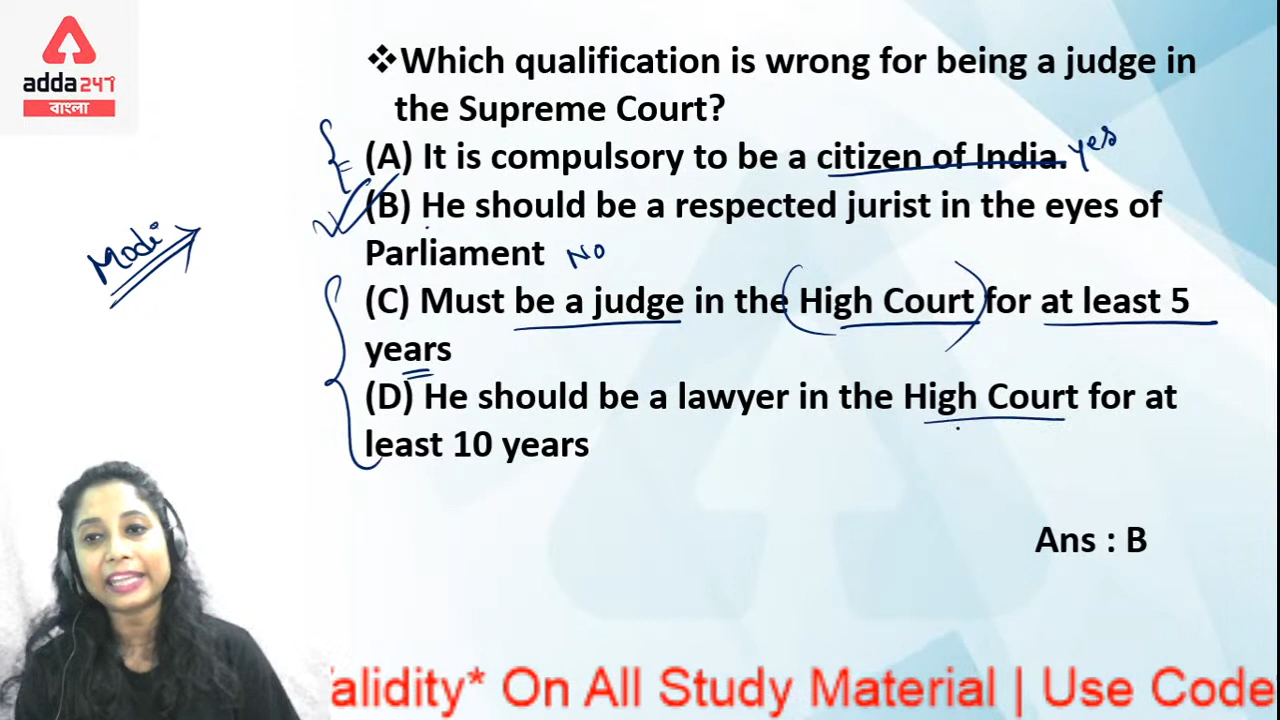 adda247
বাংলা
❖Which qualification is wrong for being a judge in
the Supreme Court?
(A) It is compulsory to be a citizen of India. yes
(B) He should be a respected jurist in the eyes of
Parliament NO
Modi
(C) Must be a judge in the High Court for at least 5
years
(D) He should be a lawyer in the High Court for at
least 10 years
Ans : B
alidity* On All Study Material | Use Code